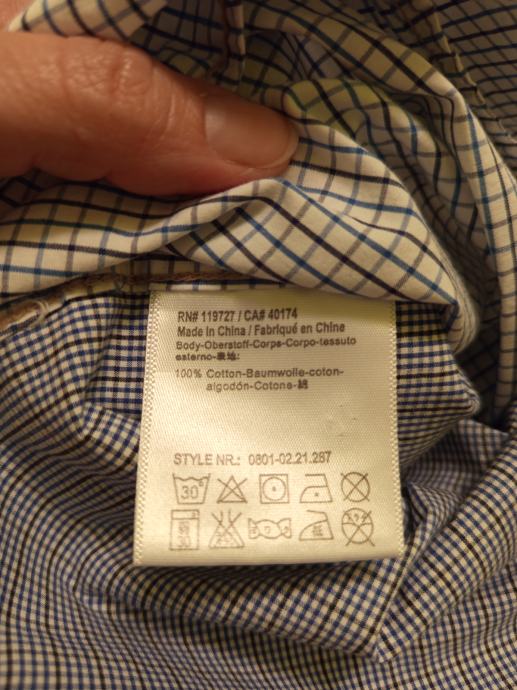 RN# 119727 / CA# 40174
Made in China / Fabriqué en Chine
Body-Oberstoff-Corps-Corpo-tessuto
esterno-表地:
100% Cotton-Baumwolle-coton-
algodón-Cotone-綿
STYLE NR.: 0801-02.21.287
30°